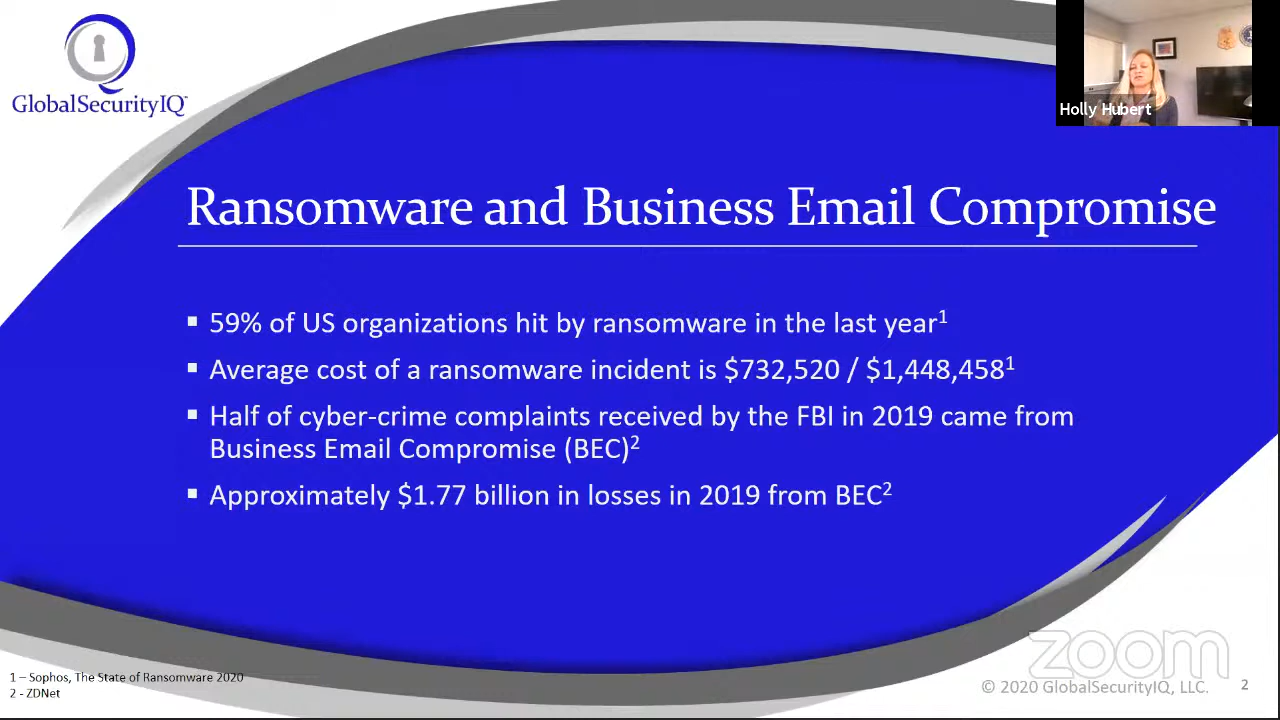 GlobalSecurityIQ™
Holly Hubert
Ransomware and Business Email Compromise
▪ 59% of US organizations hit by ransomware in the last year¹
▪ Average cost of a ransomware incident is $732,520 / $1,448,458¹
▪ Half of cyber-crime complaints received by the FBI in 2019 came from
Business Email Compromise (BEC)²
▪ Approximately $1.77 billion in losses in 2019 from BEC²
zoom
1 – Sophos, The State of Ransomware 2020
2 - ZDNet
© 2020 GlobalSecurityIQ, LLC.
2